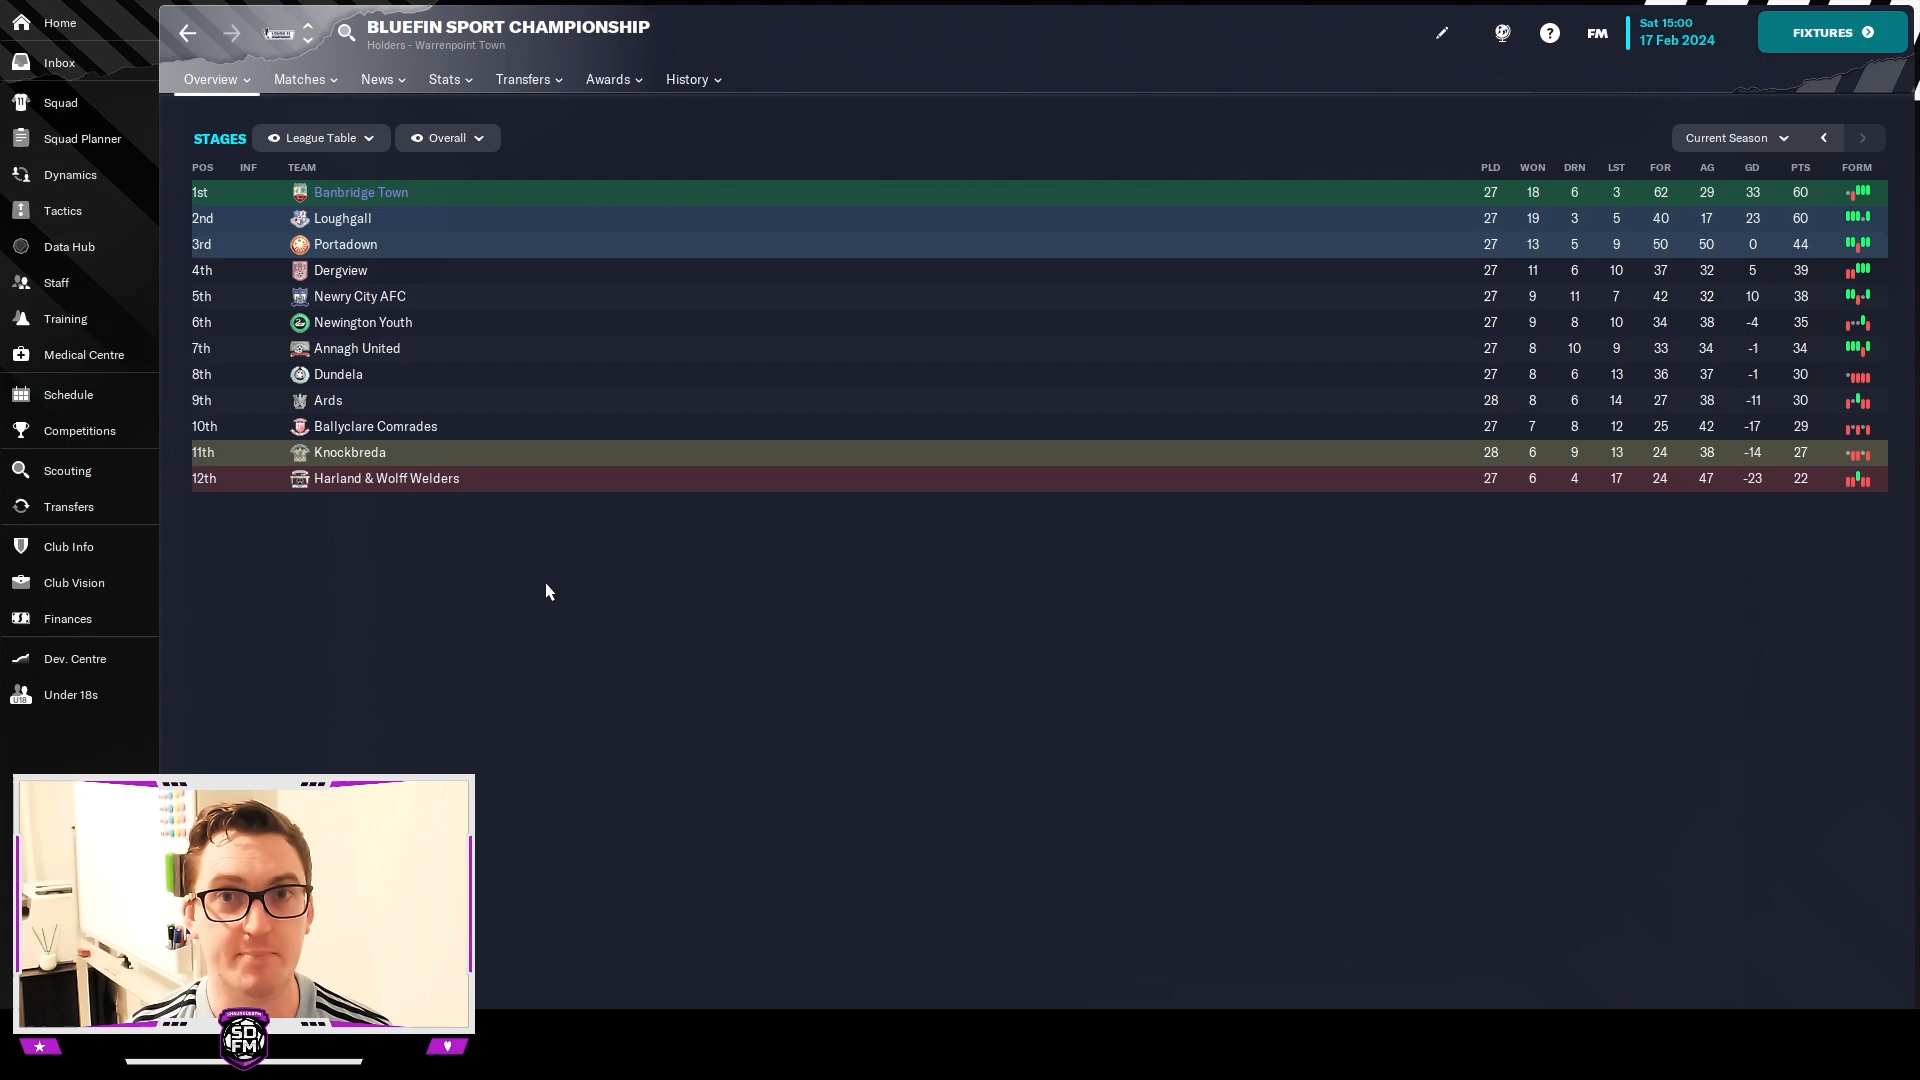 Home
Inbox
Squad
Squad Planner
Dynamics
Tactics
Data Hub
Staff
Training
Medical Centre
Schedule
Competitions
Scouting
Transfers
Club Info
Club Vision
Finances
Dev. Centre
U18 Under 18s
BLUEFIN SPORT CHAMPIONSHIP
Holders - Warrenpoint Town
? FM
Sat 15:00
17 Feb 2024
FIXTURES
Overview Matches News Stats Transfers Awards History
STAGES League Table Overall Current Season
POS INF TEAM PLD WON DRN LST FOR AG GD PTS FORM
1st Banbridge Town 27 18 6 3 62 29 33 60
2nd Loughgall 27 19 3 5 40 17 23 60
3rd Portadown 27 13 5 9 50 50 0 44
4th Dergview 27 11 6 10 37 32 5 39
5th Newry City AFC 27 9 11 7 42 32 10 38
6th Newington Youth 27 9 8 10 34 38 -4 35
7th Annagh United 27 8 10 9 33 34 -1 34
8th Dundela 27 8 6 13 36 37 -1 30
9th Ards 28 8 6 14 27 38 -11 30
10th Ballyclare Comrades 27 7 8 12 25 42 -17 29
11th Knockbreda 28 6 9 13 24 38 -14 27
12th Harland & Wolff Welders 27 6 4 17 24 47 -23 22
SD
FM